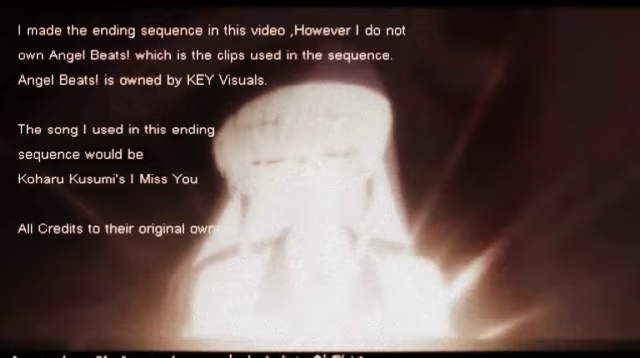 I made the ending sequence in this video ,However I do not
own Angel Beats! which is the clips used in the sequence.
Angel Beats! is owned by KEY Visuals.
The song I used in this ending
sequence would be
Koharu Kusumi's I Miss You
All Credits to their original